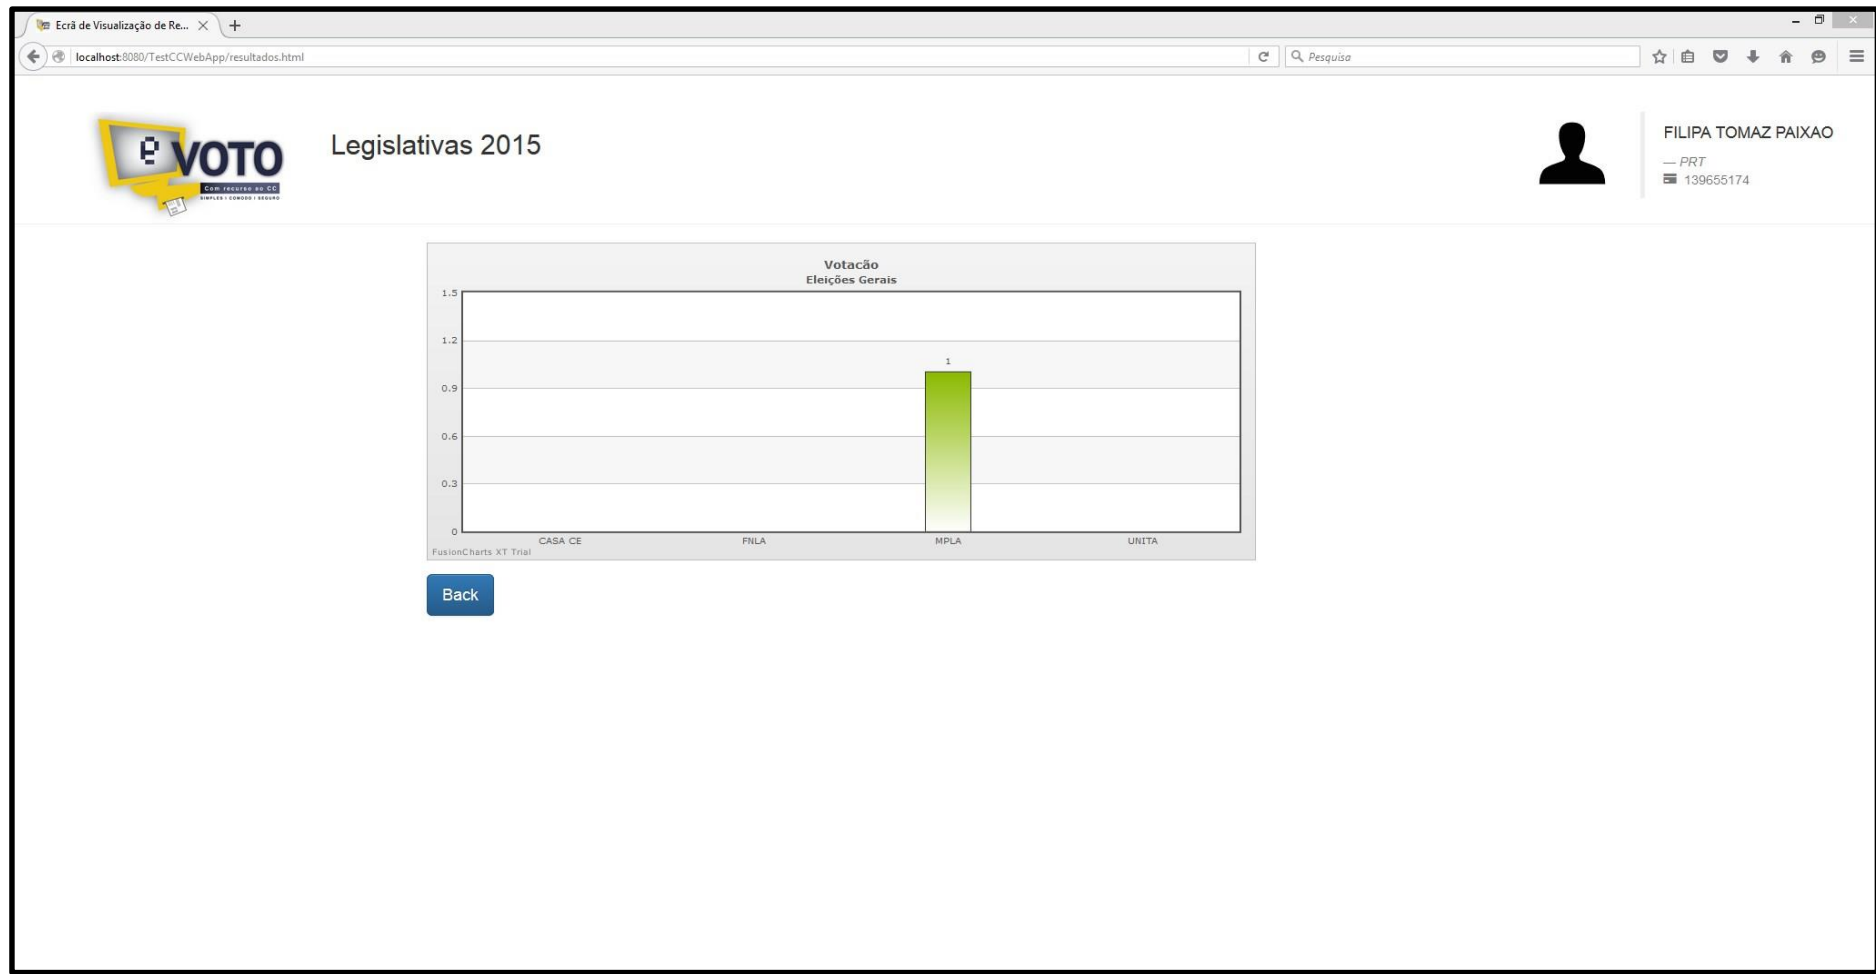 Ecrã de Visualização de Re...
localhost:8080/TestCCWebApp/resultados.html
Pesquisa
é VOTO
Com recurso ao CC
SIMPLES | COMODO | SEGURO
Legislativas 2015
FILIPA TOMAZ PAIXAO
— PRT
139655174
Votacão
Eleições Gerais
1.5
1.2
0.9
0.6
0.3
0
1
CASA CE FNLA MPLA UNITA
FusionCharts XT Trial
Back